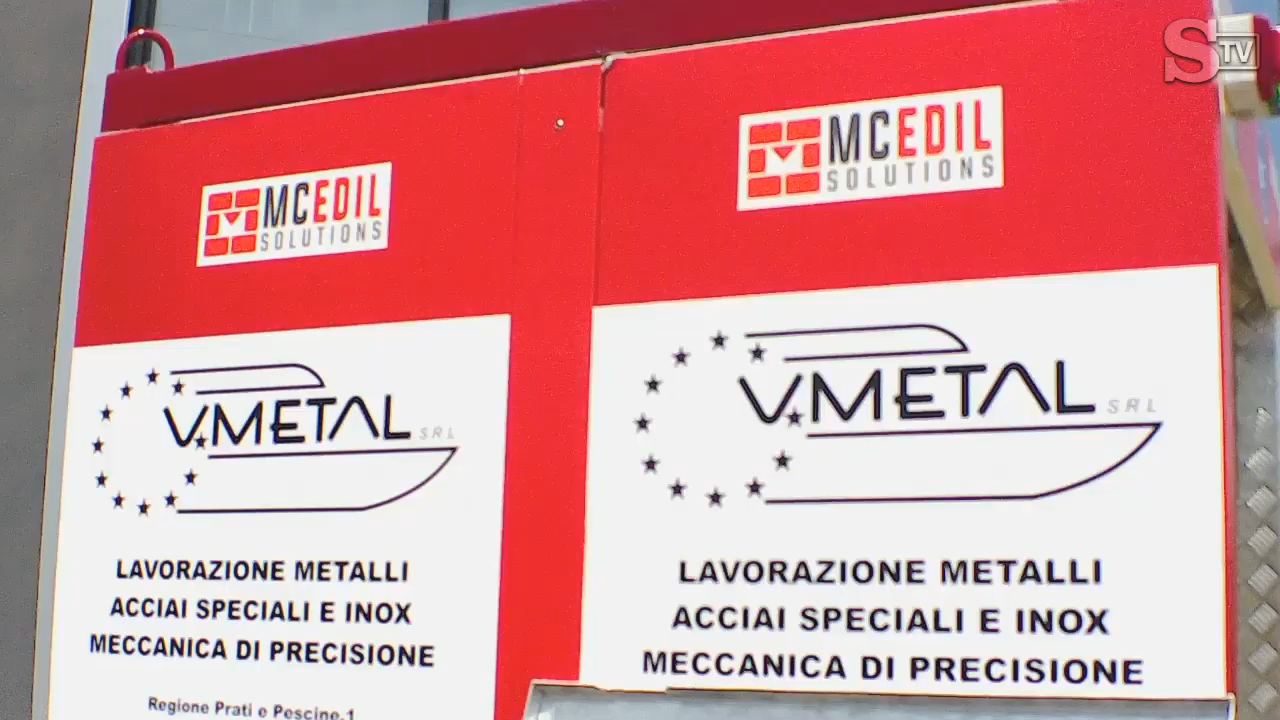 STV
MCEDIL
SOLUTIONS
V.METAL SRL
LAVORAZIONE METALLI
ACCIAI SPECIALI E INOX
MECCANICA DI PRECISIONE
Regione Prati e Pescine,1
MCEDIL
SOLUTIONS
V.METAL SRL
LAVORAZIONE METALLI
ACCIAI SPECIALI E INOX
MECCANICA DI PRECISIONE